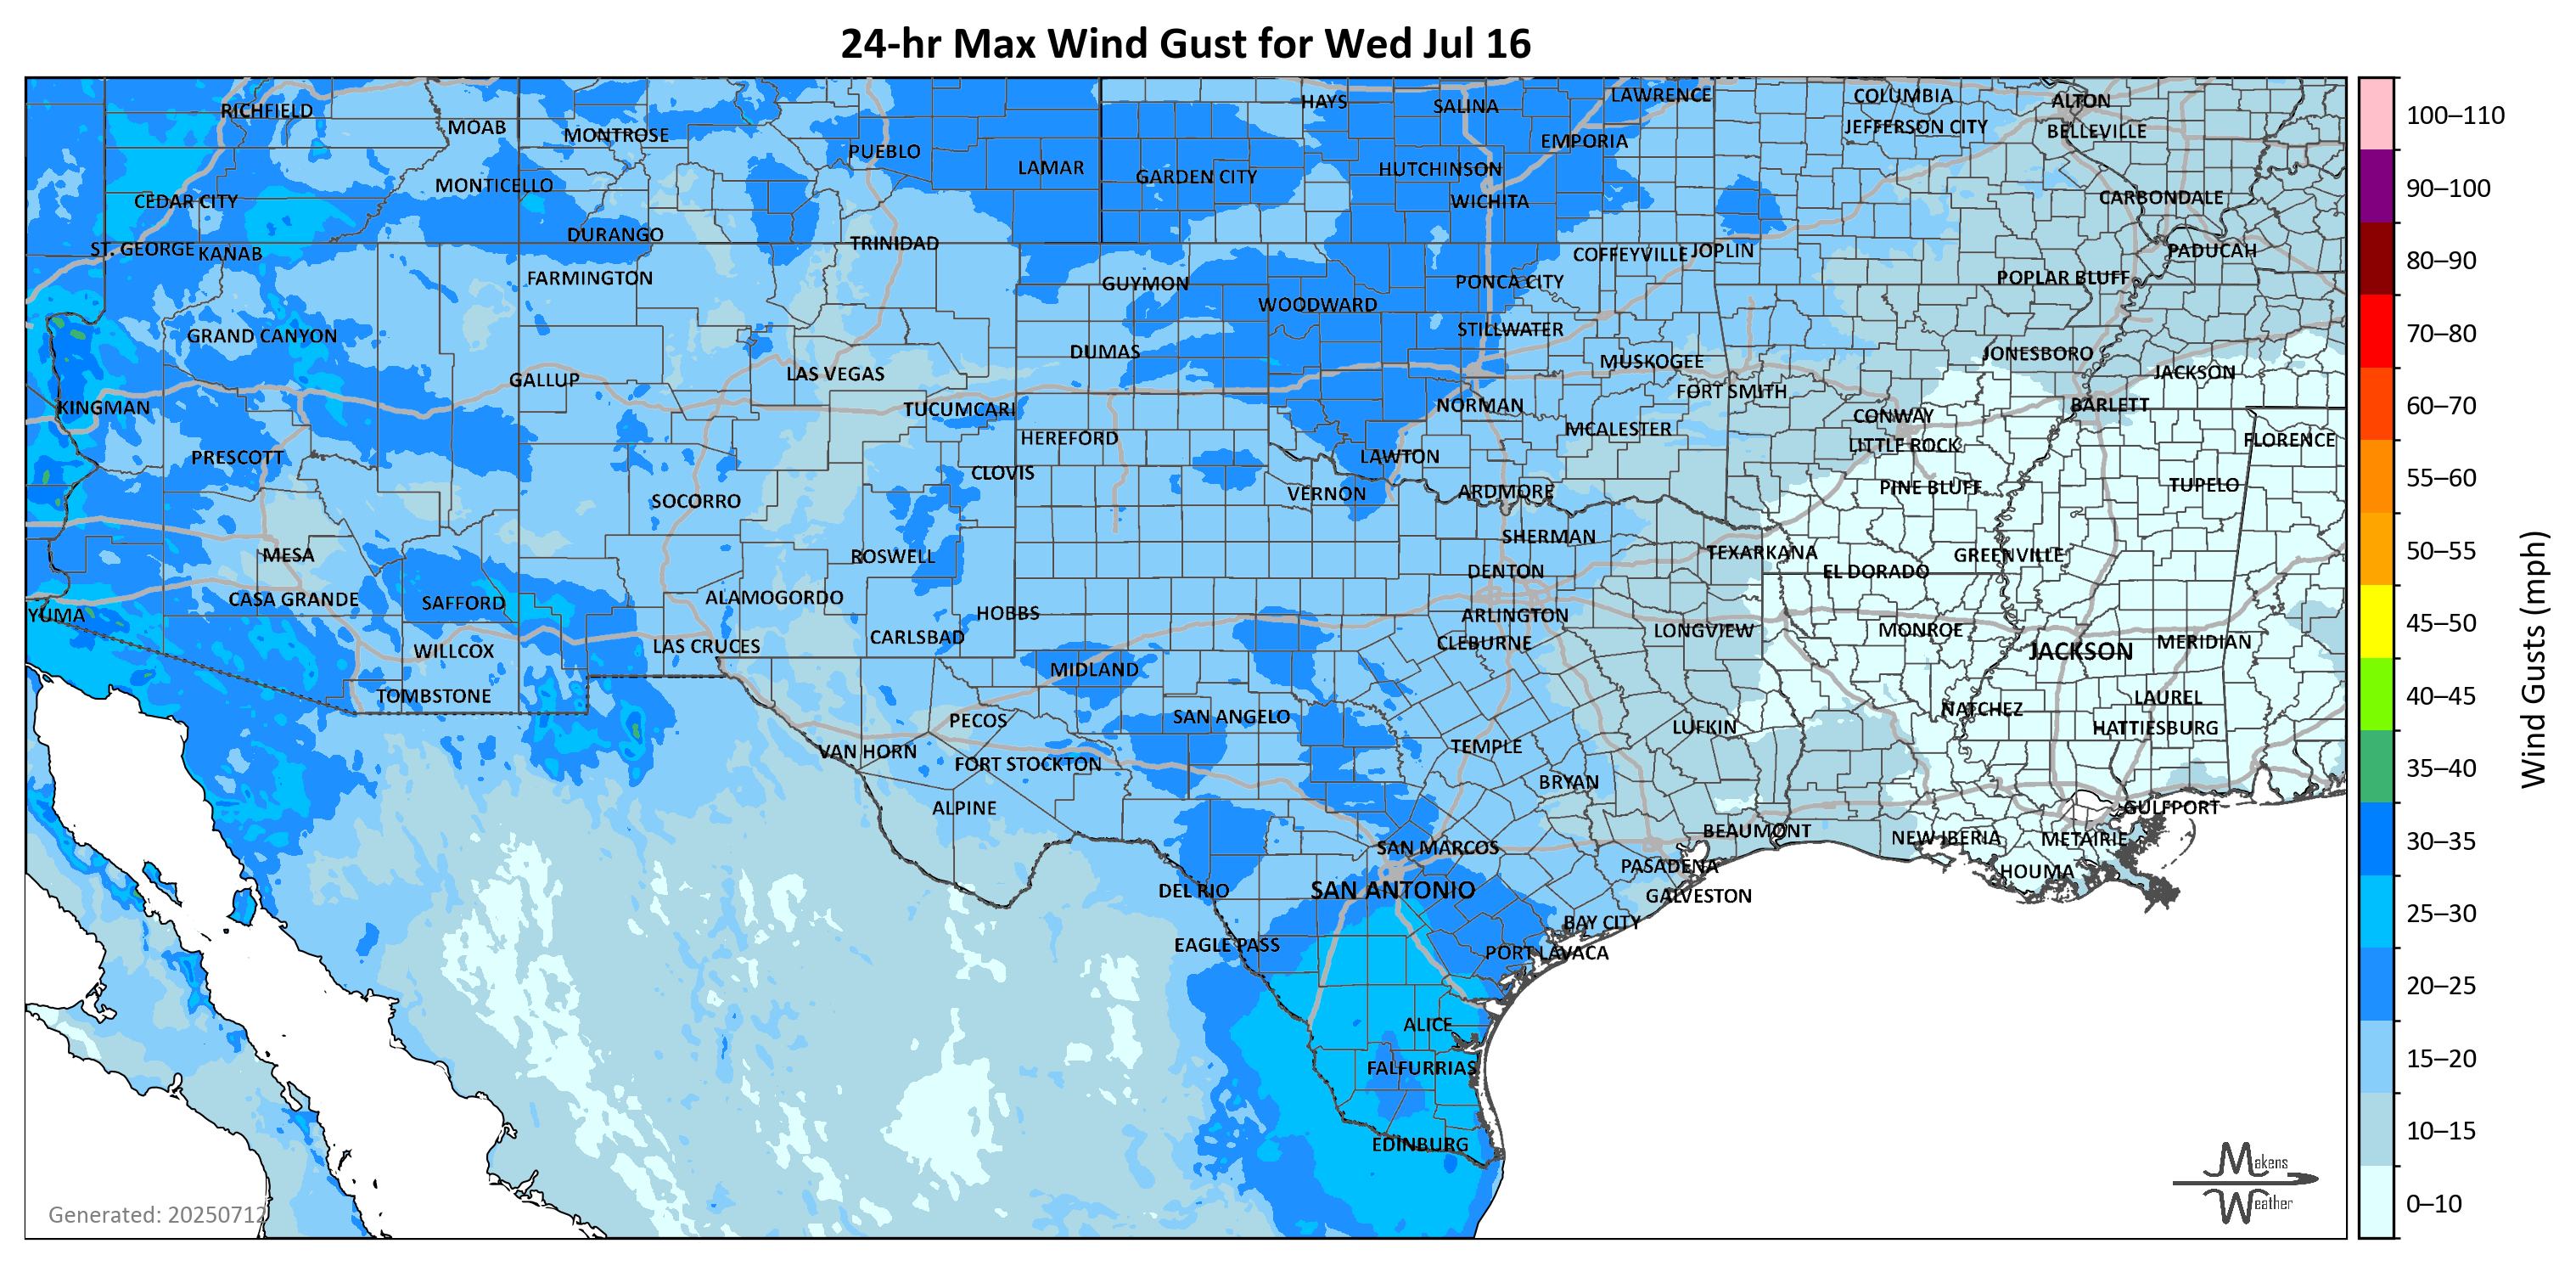 24-hr Max Wind Gust for Wed Jul 16
RICHFIELD
MOAB
MONTROSE
PUEBLO
LAMAR
GARDEN CITY
HAYS
SALINA
LAWRENCE
EMPORIA
HUTCHINSON
WICHITA
COLUMBIA
JEFFERSON CITY
ALTON
BELLEVILLE
CARBONDALE
PADUCAH
CEDAR CITY
MONTICELLO
DURANGO
TRINIDAD
ST. GEORGE
KANAB
FARMINGTON
GUYMON
WOODWARD
PONCA CITY
COFFEYVILLE
JOPLIN
POPLAR BLUFF
GRAND CANYON
DUMAS
STILLWATER
MUSKOGEE
JONESBORO
JACKSON
KINGMAN
GALLUP
LAS VEGAS
TUCUMCARI
NORMAN
FORT SMITH
CONWAY
BARLETT
PRESCOTT
HEREFORD
CLOVIS
LAWTON
MCALESTER
LITTLE ROCK
FLORENCE
SOCORRO
VERNON
ARDMORE
PINE BLUFF
TUPELO
MESA
ROSWELL
SHERMAN
TEXARKANA
GREENVILLE
DENTON
EL DORADO
YUMA
CASA GRANDE
SAFFORD
ALAMOGORDO
HOBBS
ARLINGTON
CLEBURNE
LONGVIEW
MONROE
JACKSON
MERIDIAN
WILLCOX
LAS CRUCES
CARLSBAD
MIDLAND
TOMBSTONE
PECOS
SAN ANGELO
LUFKIN
NATCHEZ
LAUREL
HATTIESBURG
VAN HORN
FORT STOCKTON
TEMPLE
BRYAN
ALPINE
SAN MARCOS
BEAUMONT
NEW IBERIA
METAIRIE
GULFPORT
HOUMA
DEL RIO
SAN ANTONIO
PASADENA
GALVESTON
EAGLE PASS
BAY CITY
PORT LAVACA
ALICE
FALFURRIAS
EDINBURG
Generated: 20250712
Makens
Weather
100–110
90–100
80–90
70–80
60–70
55–60
50–55
45–50
40–45
35–40
30–35
25–30
20–25
15–20
10–15
0–10
Wind Gusts (mph)